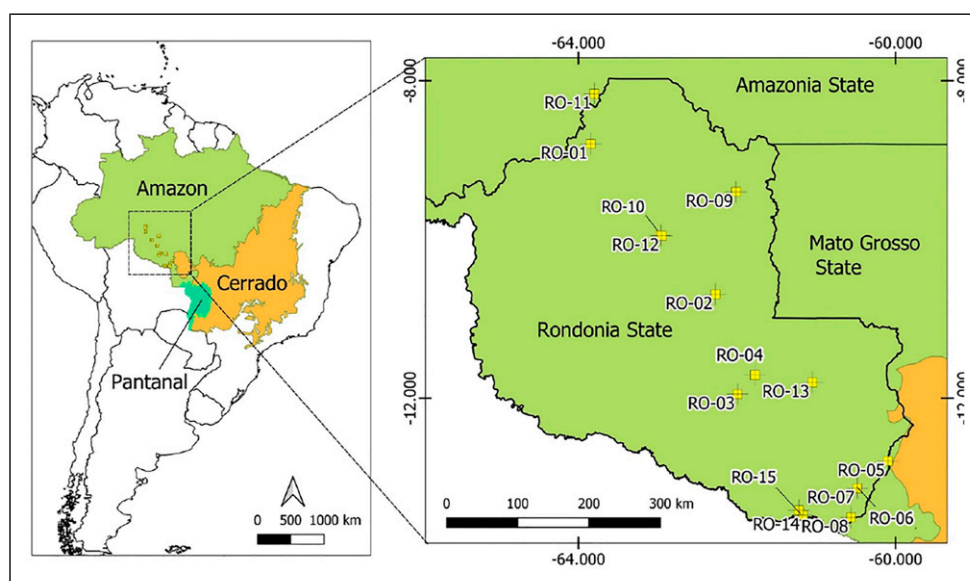 Amazon
Cerrado
Pantanal
0 500 1000 km
-64.000
-60.000
-8.000
-8.000
Amazonia State
RO-11
RO-01
RO-09
RO-10
RO-12
Mato Grosso
State
RO-02
Rondonia State
RO-04
RO-03
RO-13
-12.000
-12.000
RO-05
RO-15
RO-07
RO-06
RO-14
RO-08
0 100 200 300 km
-64.000
-60.000